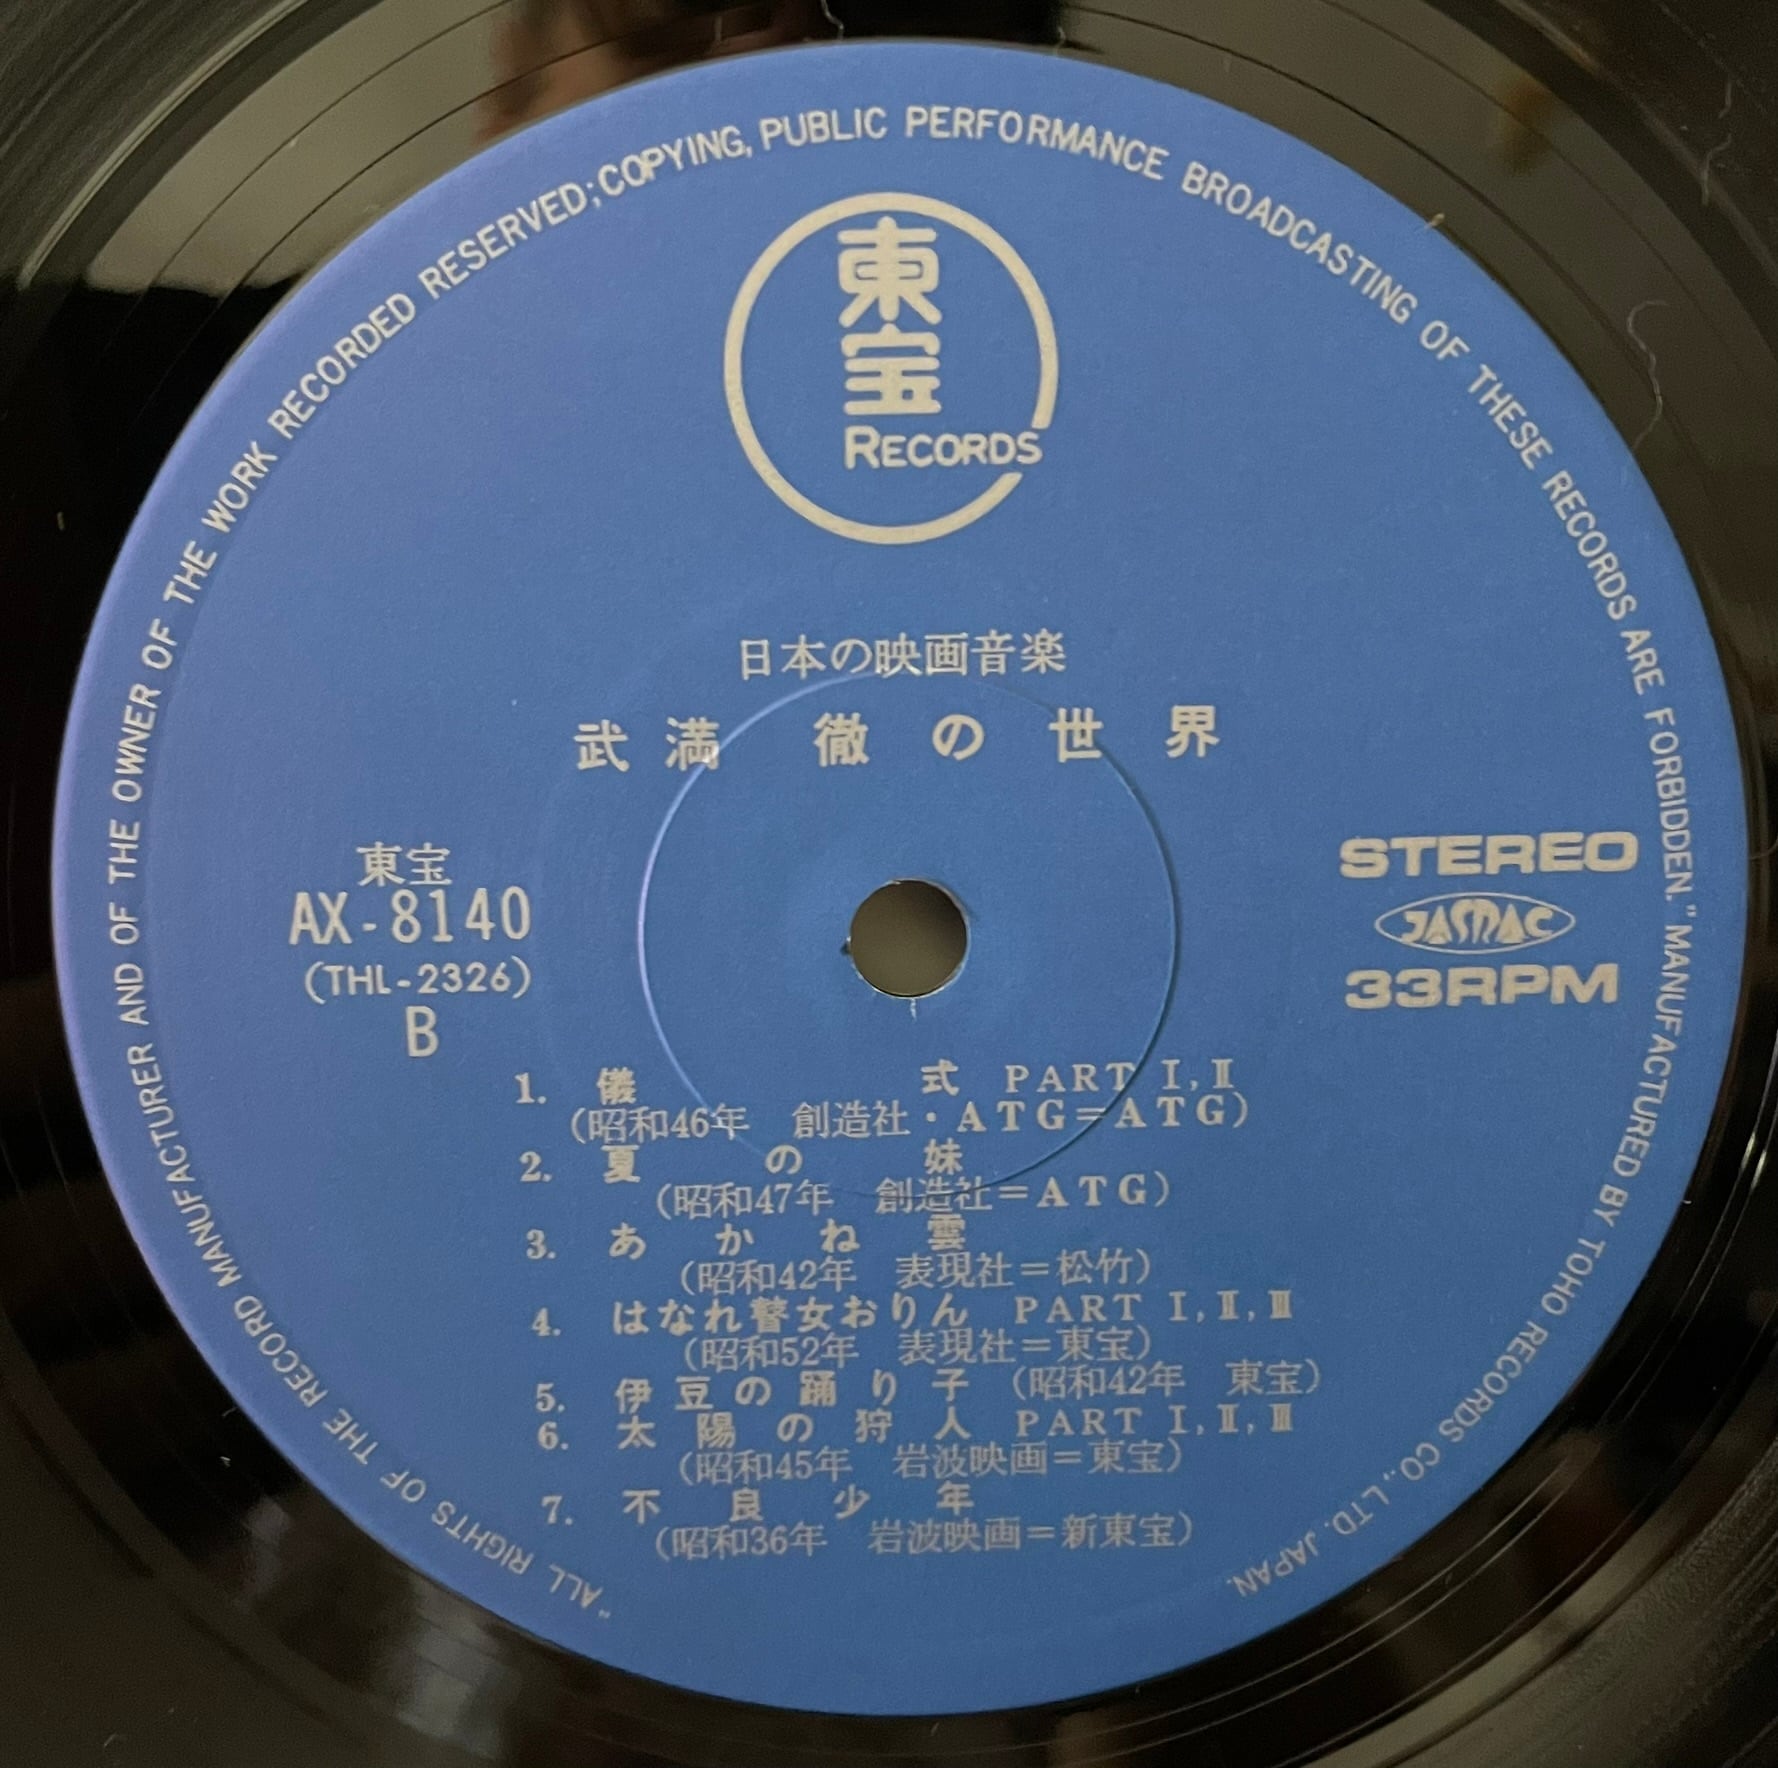 "ALL RIGHTS OF THE RECORD MANUFACTURER AND OF THE OWNER OF THE WORK RECORDED RESERVED; COPYING, PUBLIC PERFORMANCE BROADCASTING OF THESE RECORDS ARE FORBIDDEN." MANUFACTURED BY TOHO RECORDS CO., LTD. JAPAN.
東宝
RECORDS
日本の映画音楽
武満 徹の世界
東宝
AX-8140
(THL-2326)
B
STEREO
JASRAC
33RPM
1. 儀式 PART Ⅰ,Ⅱ
(昭和46年 創造社・ATG=ATG)
2. 夏の妹
(昭和47年 創造社=ATG)
3. あかね雲
(昭和42年 表現社=松竹)
4. はなれ瞽女おりん PART Ⅰ,Ⅱ,Ⅲ
(昭和52年 表現社=東宝)
5. 伊豆の踊り子 (昭和42年 東宝)
6. 太陽の狩人 PART Ⅰ,Ⅱ,Ⅲ
(昭和45年 岩波映画=東宝)
7. 不良少年
(昭和36年 岩波映画=新東宝)